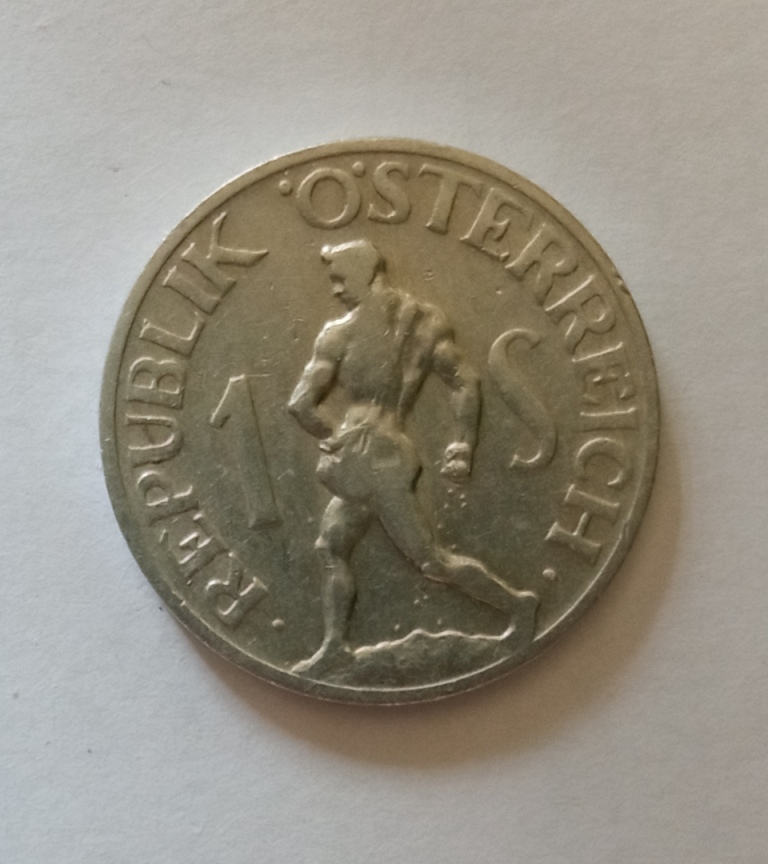 · REPUBLIK ÖSTERREICH ·
1 S